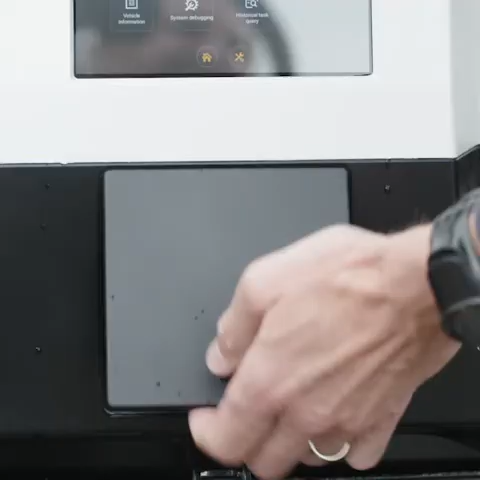 Vehicle
information
System debugging
Historical task
query